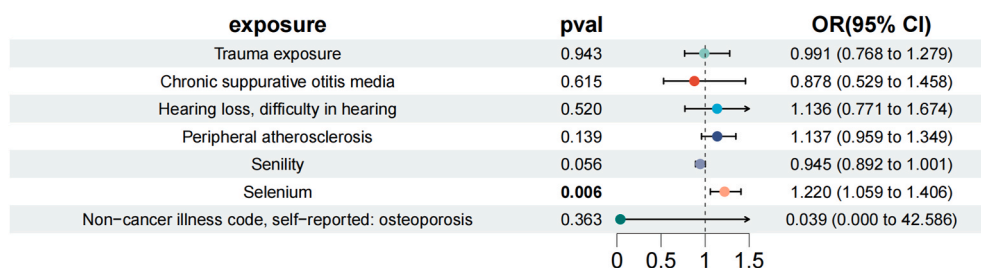 exposure pval OR(95% CI)
Trauma exposure 0.943 0.991 (0.768 to 1.279)
Chronic suppurative otitis media 0.615 0.878 (0.529 to 1.458)
Hearing loss, difficulty in hearing 0.520 1.136 (0.771 to 1.674)
Peripheral atherosclerosis 0.139 1.137 (0.959 to 1.349)
Senility 0.056 0.945 (0.892 to 1.001)
Selenium 0.006 1.220 (1.059 to 1.406)
Non−cancer illness code, self−reported: osteoporosis 0.363 0.039 (0.000 to 42.586)
0 0.5 1 1.5